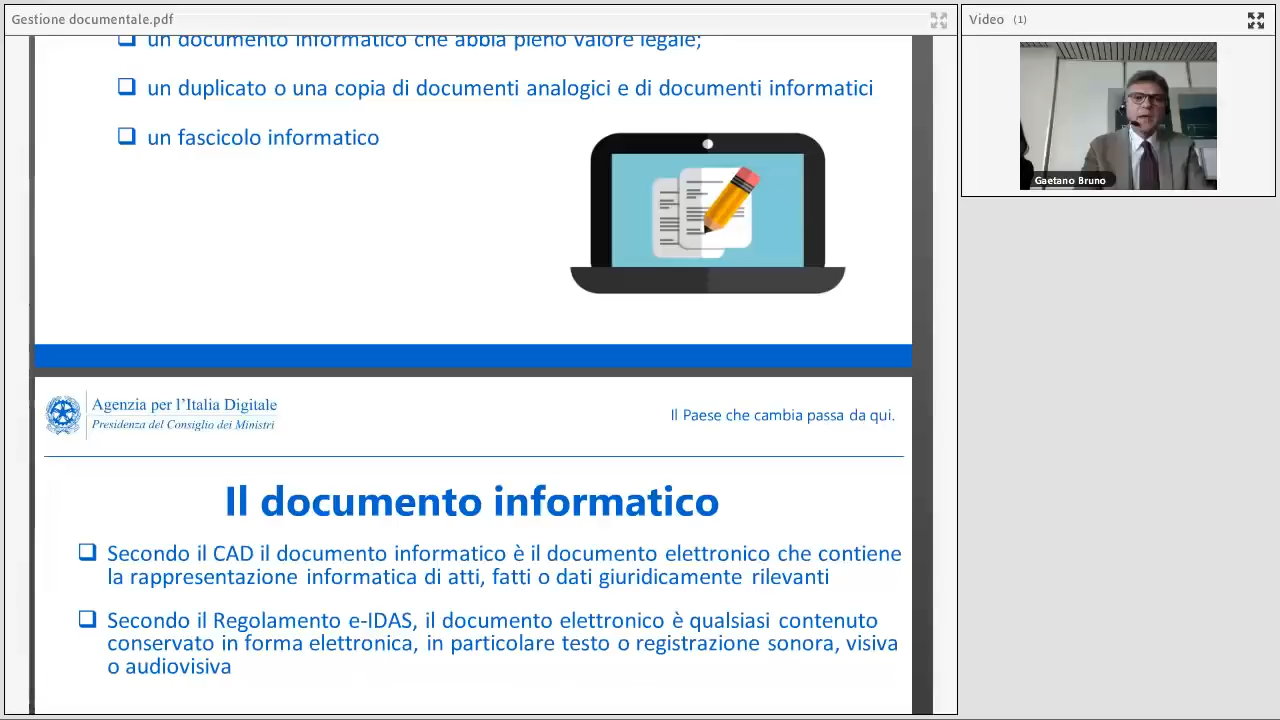 Gestione documentale.pdf
Video (1)
un documento informatico che abbia pieno valore legale;
un duplicato o una copia di documenti analogici e di documenti informatici
un fascicolo informatico
Gaetano Bruno
Agenzia per l'Italia Digitale
Presidenza del Consiglio dei Ministri
Il Paese che cambia passa da qui.
Il documento informatico
Secondo il CAD il documento informatico è il documento elettronico che contiene
la rappresentazione informatica di atti, fatti o dati giuridicamente rilevanti
Secondo il Regolamento e-IDAS, il documento elettronico è qualsiasi contenuto
conservato in forma elettronica, in particolare testo o registrazione sonora, visiva
o audiovisiva